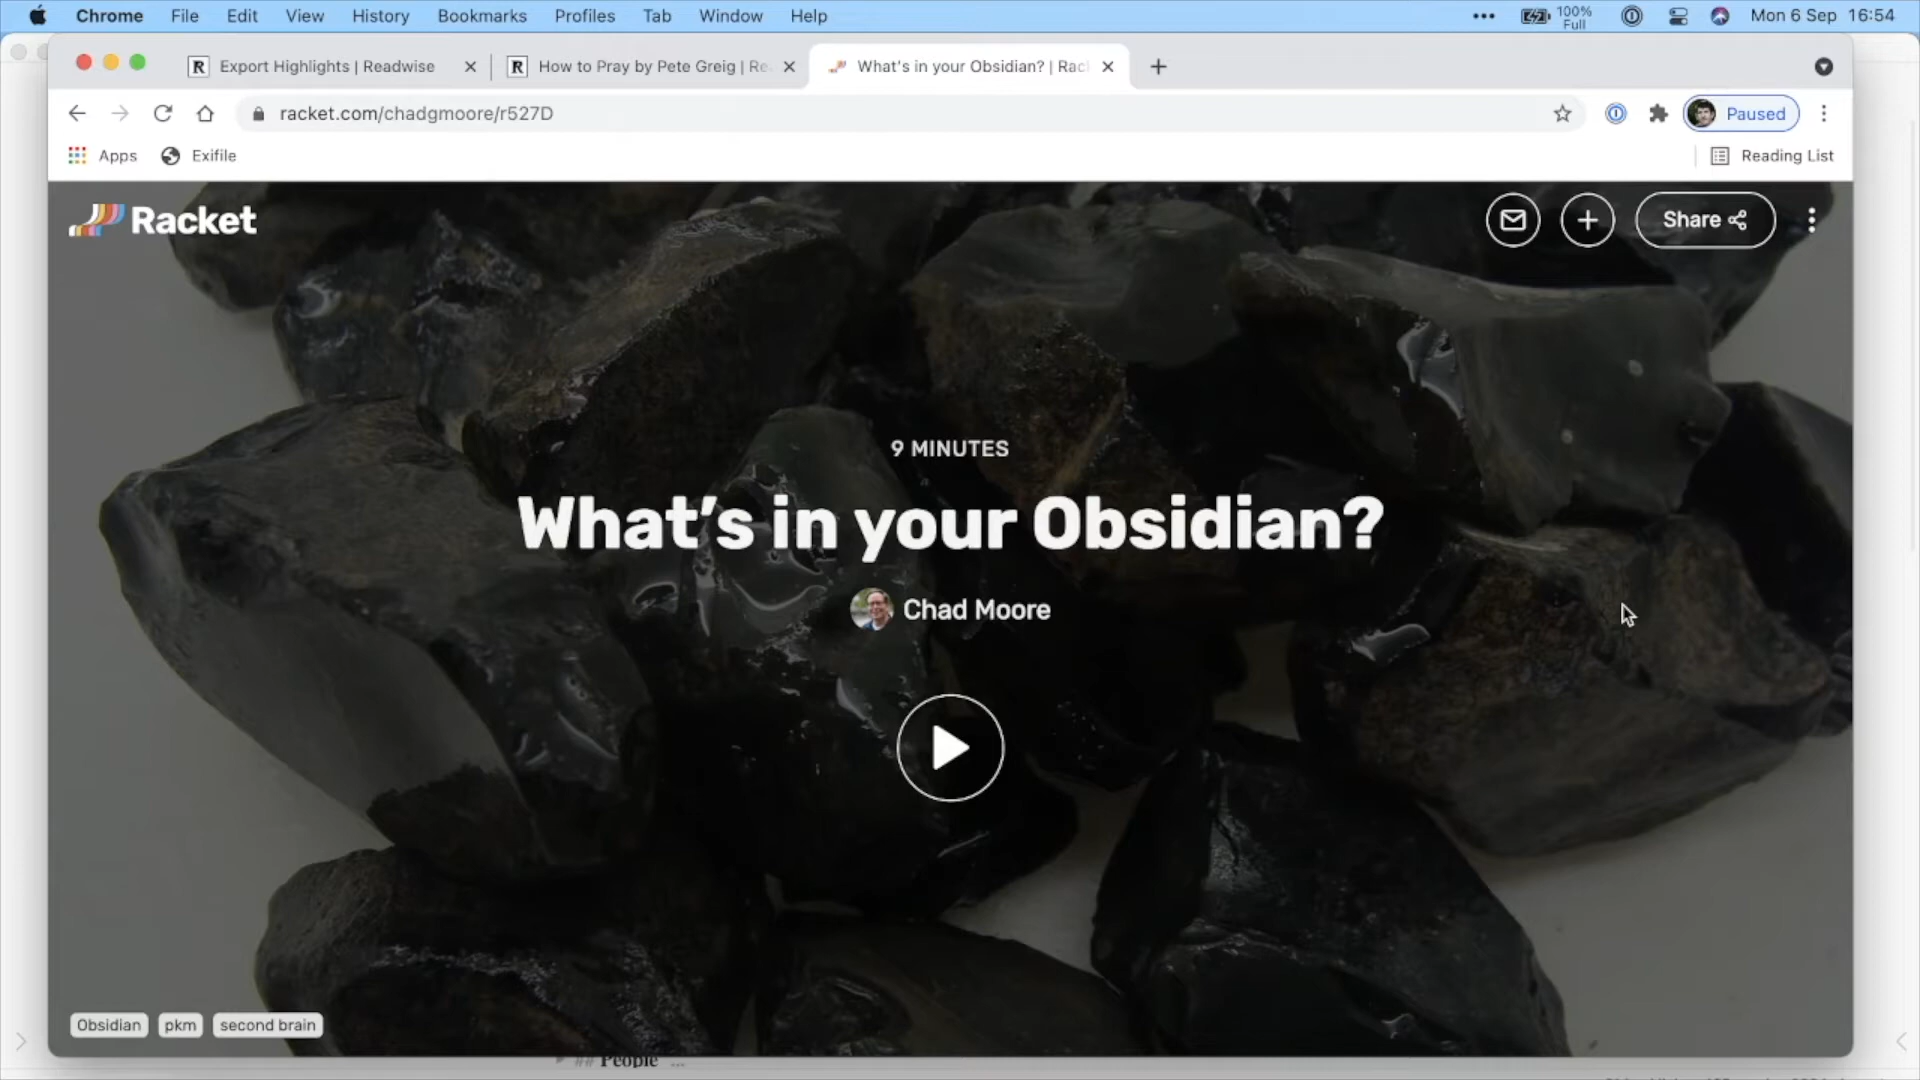 Chrome File Edit View History Bookmarks Profiles Tab Window Help
100% Full
Mon 6 Sep 16:54
Export Highlights | Readwise
How to Pray by Pete Greig | Re
What's in your Obsidian? | Rac
racket.com/chadgmoore/r527D
Paused
Apps Exifile
Reading List
Racket
Share
9 MINUTES
What's in your Obsidian?
Chad Moore
Obsidian pkm second brain
## People ...